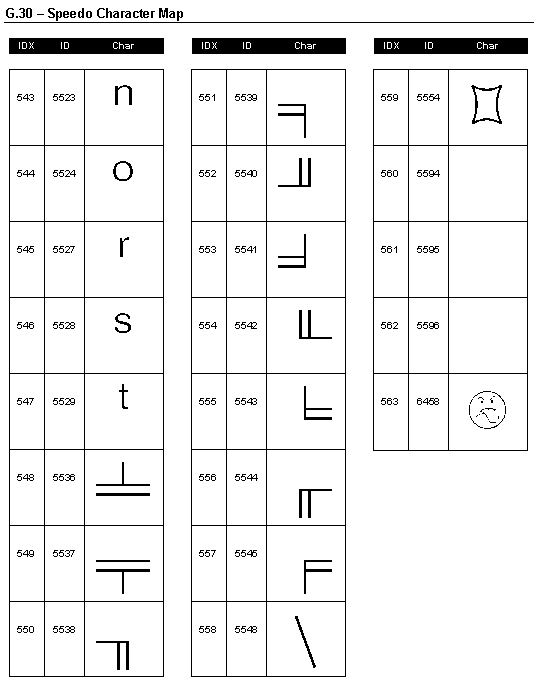 G.30 – Speedo Character Map
IDX ID Char
543 5523 n
544 5524 o
545 5527 r
546 5528 s
547 5529 t
548 5536 ╧
549 5537 ╤
550 5538 ╖
IDX ID Char
551 5539 ╕
552 5540 ╜
553 5541 ╛
554 5542 ╙
555 5543 ╘
556 5544 ╓
557 5545 ╒
558 5548 \
IDX ID Char
559 5554
560 5594
561 5595
562 5596
563 6458